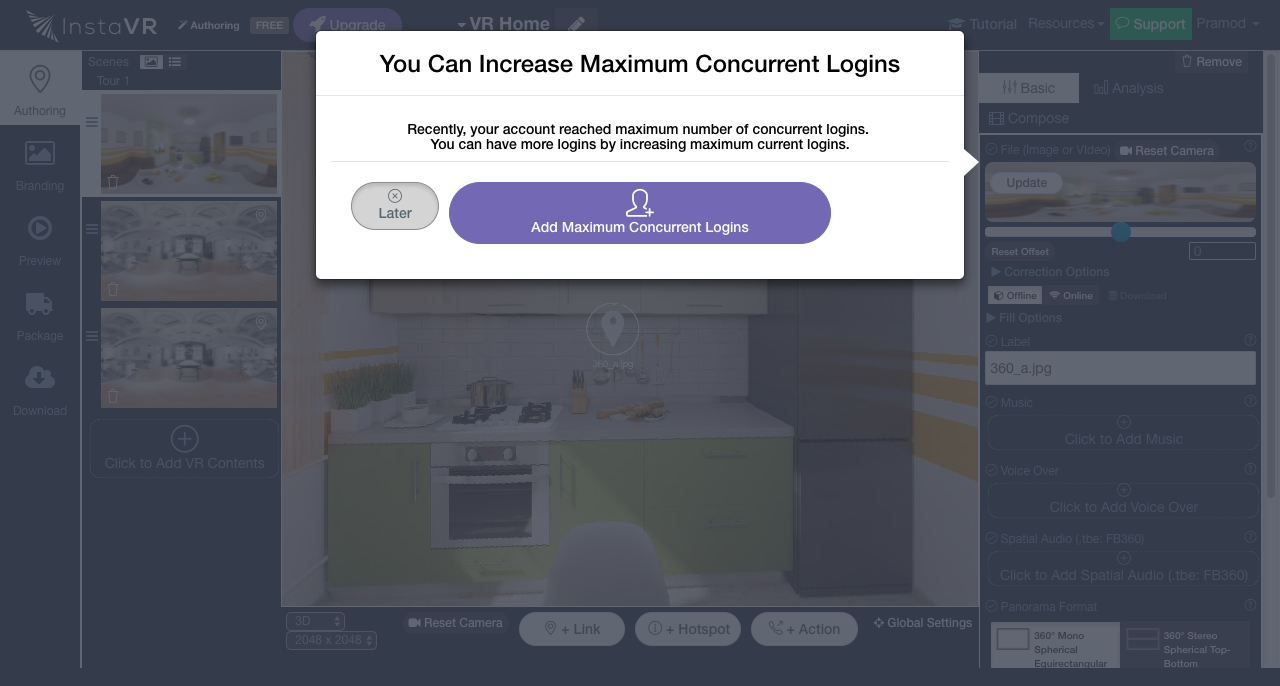 InstaVR
Authoring
FREE
Upgrade
VR Home
Tutorial
Resources
Support
Pramod
You Can Increase Maximum Concurrent Logins
Recently, your account reached maximum number of concurrent logins.
You can have more logins by increasing maximum current logins.
Later
Add Maximum Concurrent Logins
Authoring
Branding
Preview
Package
Download
Scenes
Tour 1
Click to Add VR Contents
360_a.jpg
3D
2048 x 2048
Reset Camera
+ Link
+ Hotspot
+ Action
Global Settings
Remove
Basic
Analysis
Compose
File (Image or Video)
Reset Camera
Update
Reset Offset
0
Correction Options
Offline
Online
Download
Fill Options
Label
360_a.jpg
Music
Click to Add Music
Voice Over
Click to Add Voice Over
Spatial Audio (.tbe: FB360)
Click to Add Spatial Audio (.tbe: FB360)
Panorama Format
360° Mono
Spherical
Equirectangular
360° Stereo
Spherical Top-
Bottom